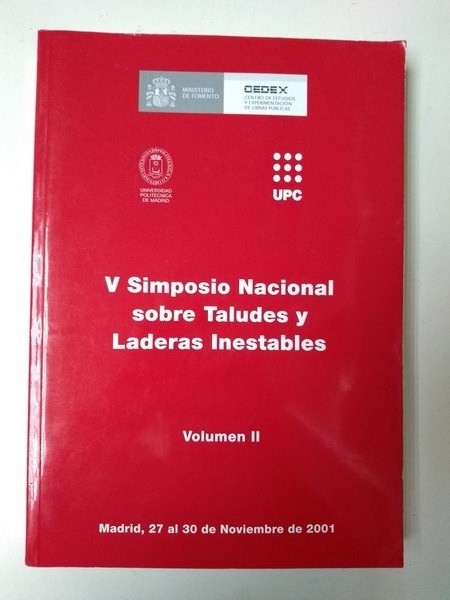 MINISTERIO
DE FOMENTO
CEDEX
CENTRO DE ESTUDIOS
Y EXPERIMENTACIÓN
DE OBRAS PÚBLICAS
UNIVERSIDAD
POLITECNICA
DE MADRID
UPC
V Simposio Nacional
sobre Taludes y
Laderas Inestables
Volumen II
Madrid, 27 al 30 de Noviembre de 2001